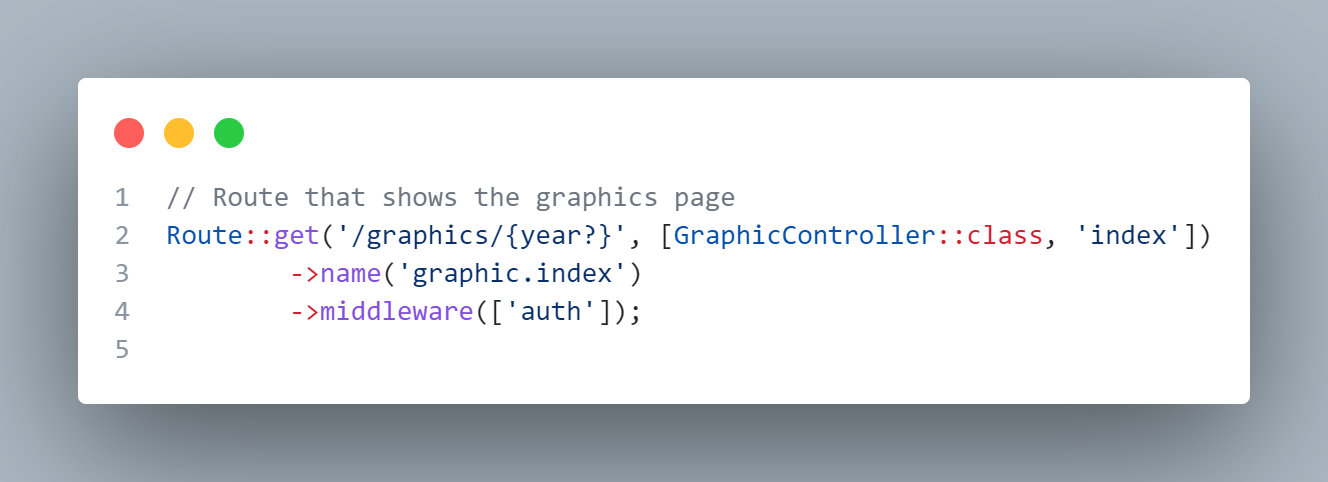 1 // Route that shows the graphics page
2 Route::get('/graphics/{year?}', [GraphicController::class, 'index'])
3         ->name('graphic.index')
4         ->middleware(['auth']);
5